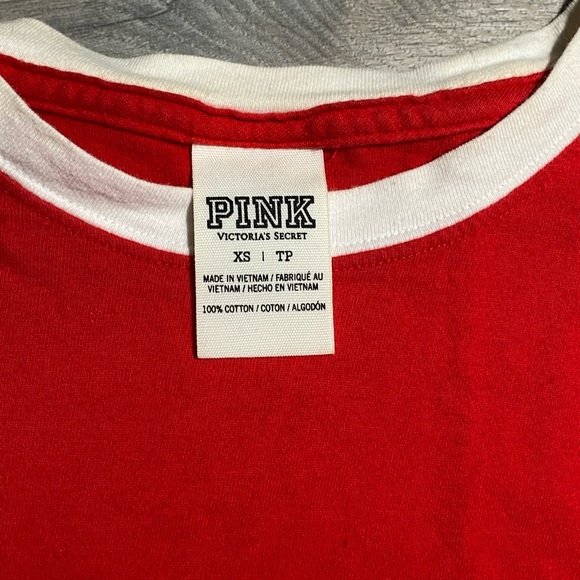 PINK
VICTORIA'S SECRET
XS | TP
MADE IN VIETNAM / FABRIQUÉ AU
VIETNAM / HECHO EN VIETNAM
100% COTTON / COTON / ALGODÓN